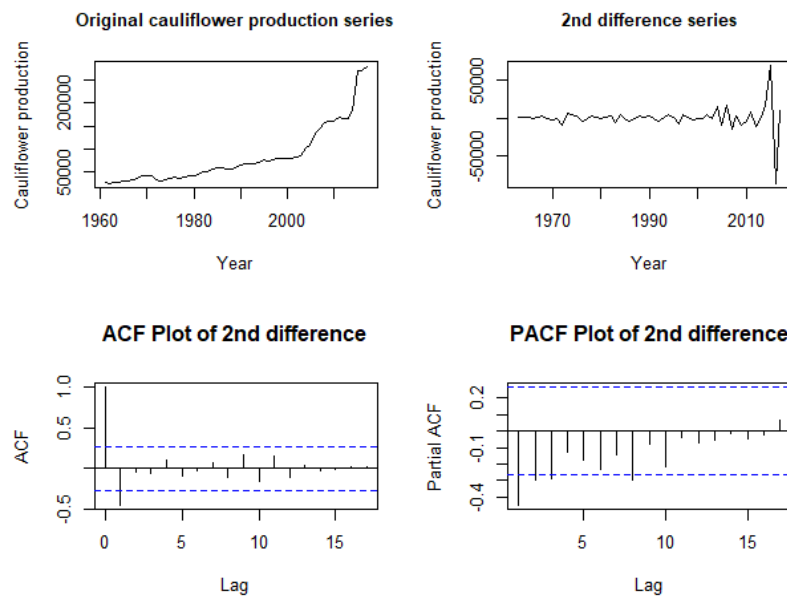 Original cauliflower production series
Cauliflower production
50000
200000
1960
1980
2000
Year
2nd difference series
Cauliflower production
-50000
50000
1970
1990
2010
Year
ACF Plot of 2nd difference
ACF
-0.5
0.5
1.0
0
5
10
15
Lag
PACF Plot of 2nd difference
Partial ACF
-0.4
-0.1
0.2
5
10
15
Lag